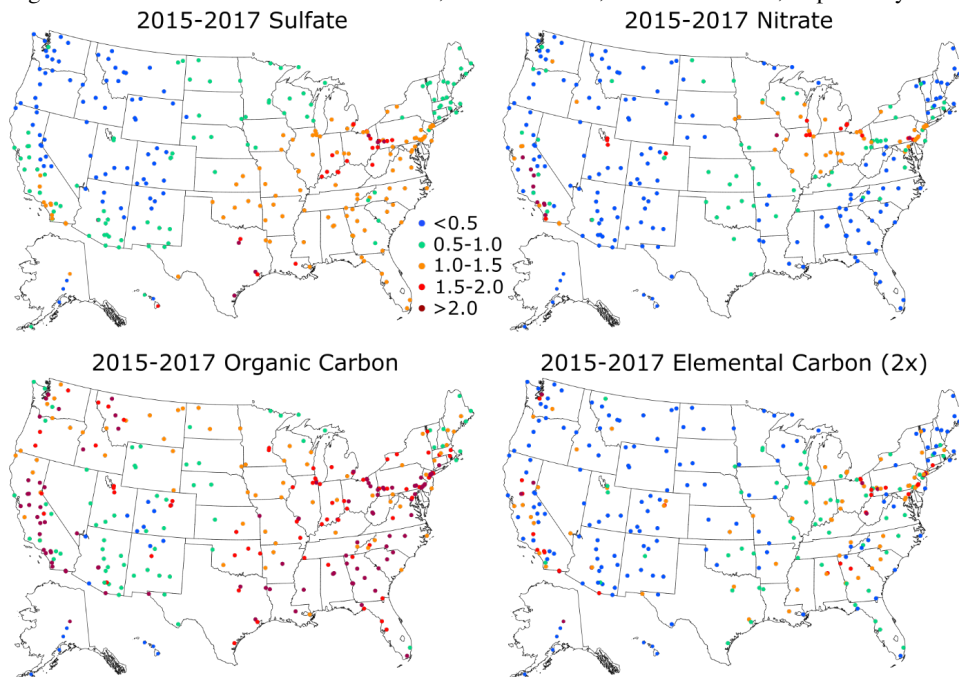 2015-2017 Sulfate
2015-2017 Nitrate
<0.5
0.5-1.0
1.0-1.5
1.5-2.0
>2.0
2015-2017 Organic Carbon
2015-2017 Elemental Carbon (2x)